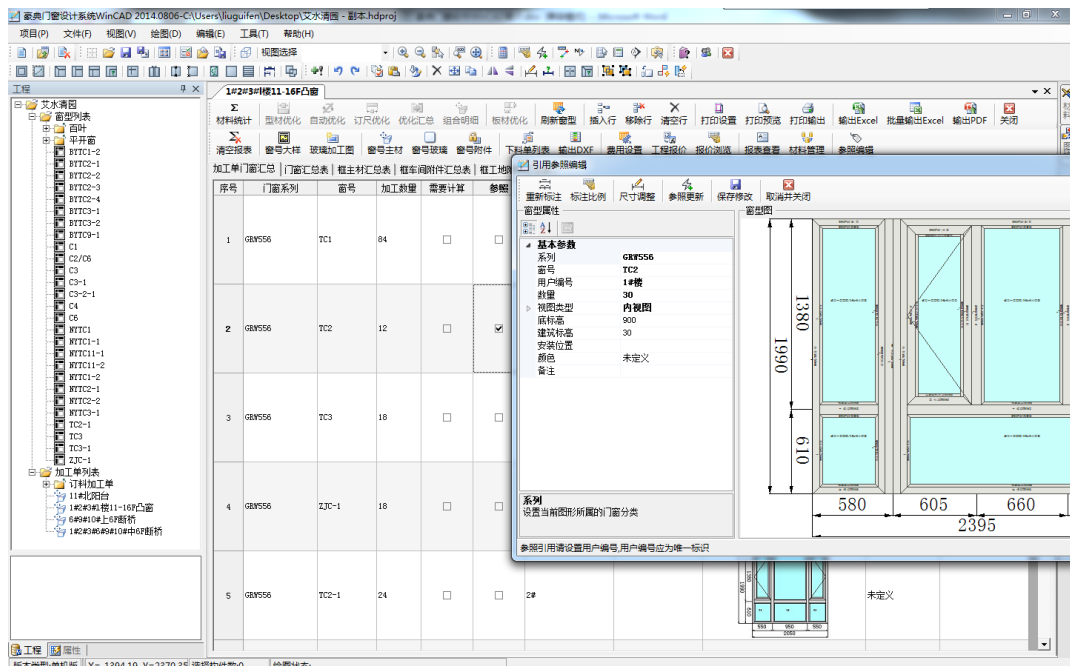 豪典门窗设计系统WinCAD 2014.0806-C:\Users\liuguifen\Desktop\艾水清园 - 副本.hdproj
项目(P) 文件(F) 视图(V) 绘图(D) 编辑(E) 工具(T) 帮助(H)
视图选择
工程
1#2#3#楼11-16F凸窗
艾水清园
窗型列表
百叶
平开窗
BYTC1-2
BYTC2-1
BYTC2-2
BYTC2-3
BYTC2-4
BYTC3-1
BYTC3-2
BYTC9-1
C1
C2/C6
C3
C3-1
C3-2-1
C4
C6
NYTC1
NYTC1-1
NYTC11-1
NYTC11-2
NYTC1-2
NYTC2-1
NYTC2-2
NYTC3-1
TC2-1
TC3
TC3-1
ZJC-1
加工单列表
订料加工单
11#北阳台
1#2#3#楼11-16F凸窗
6#9#10#上6F断桥
1#2#3#6#9#10#中6F断桥
工程 属性
材料统计 型材优化 自动优化 订尺优化 优化汇总 组合明细 板材优化 刷新窗型 插入行 移除行 清空行 打印设置 打印预览 打印输出 输出Excel 批量输出Excel 输出PDF 关闭
清空报表 窗号大样 玻璃加工图 窗号主材 窗号玻璃 窗号附件 下料单列表 输出DXF 费用设置 工程报价 报价浏览 报表查看 材料管理 参照编辑
加工单门窗汇总 门窗汇总表 框主材汇总表 框车间附件汇总表
序号 门窗系列 窗号 加工数量 需要计算 参照
1 GRW556 TC1 84
2 GRW556 TC2 12
3 GRW556 TC3 18
4 GRW556 ZJC-1 18
5 GRW556 TC2-1 24 2# 未定义
550 950 550
2050
引用参照编辑
重新标注 标注比例 尺寸调整 参照更新 保存修改 取消并关闭
窗型属性
基本参数
系列 GRW556
窗号 TC2
用户编号 1#楼
数量 30
视图类型 内视图
底标高 900
建筑标高 30
安装位置
颜色 未定义
备注
系列
设置当前图形所属的门窗分类
参照引用请设置用户编号,用户编号应为唯一标识
窗型图
1380
1990
610
580 605 660
2395